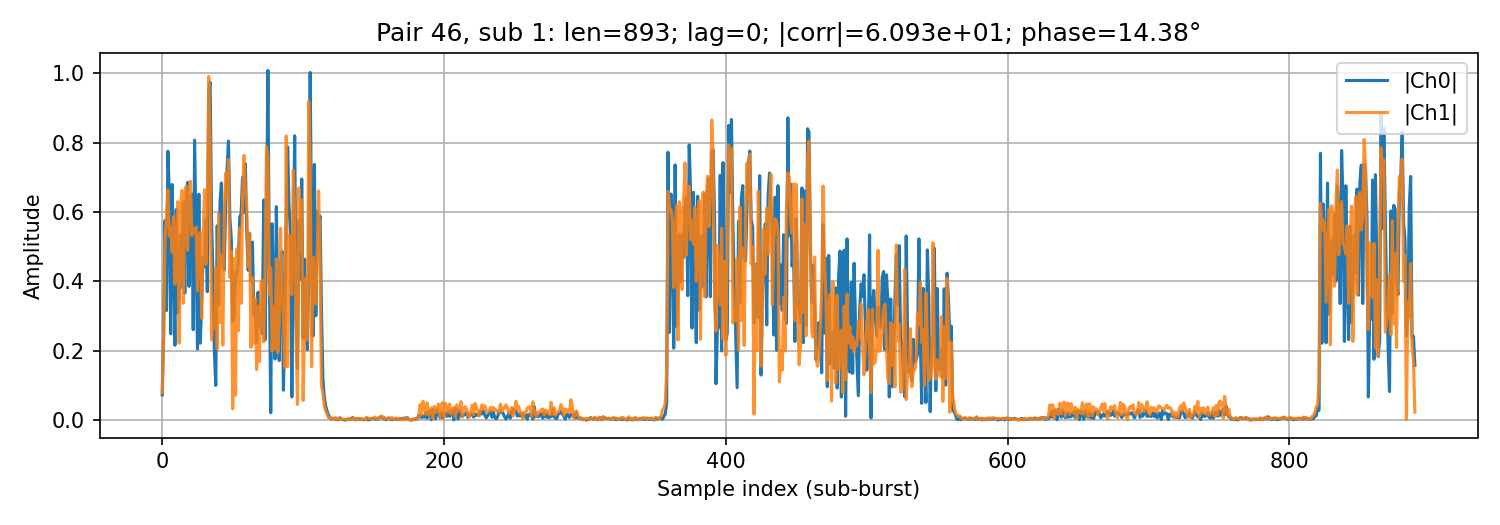 Pair 46, sub 1: len=893; lag=0; |corr|=6.093e+01; phase=14.38°
|Ch0|
|Ch1|
1.0
0.8
0.6
0.4
0.2
0.0
Amplitude
0
200
400
600
800
Sample index (sub-burst)